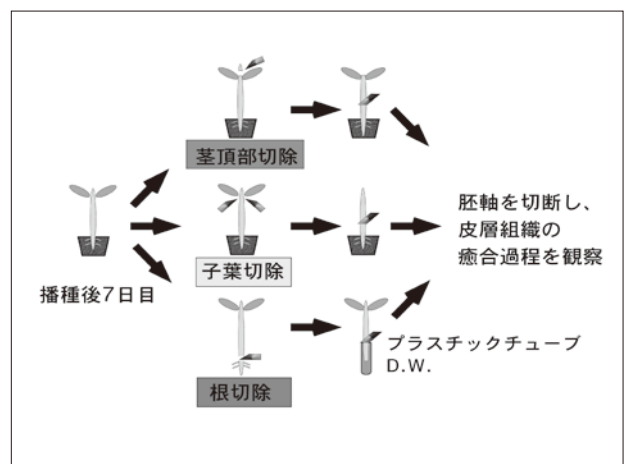 茎頂部切除
播種後7日目
子葉切除
根切除
プラスチックチューブ
D.W.
胚軸を切断し、
皮層組織の
癒合過程を観察